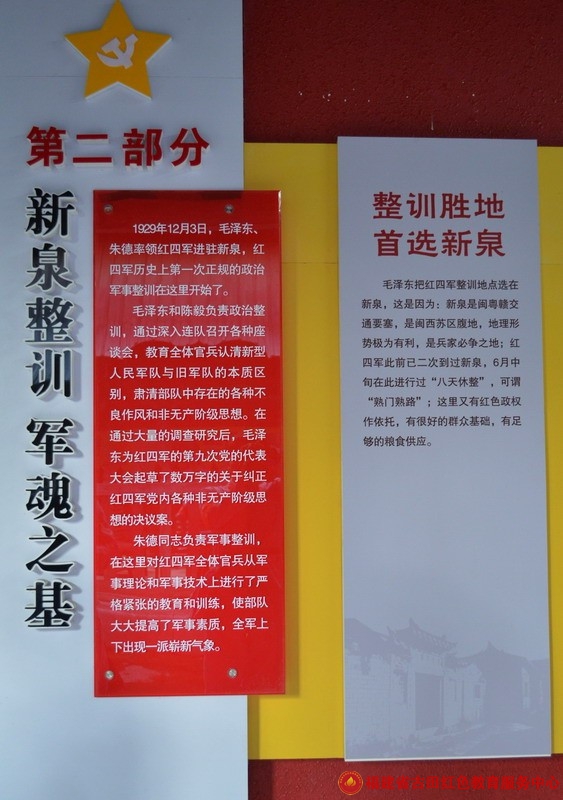 第二部分
新泉整训 军魂之基
1929年12月3日，毛泽东、
朱德率领红四军进驻新泉，红
四军历史上第一次正规的政治
军事整训在这里开始了。
毛泽东和陈毅负责政治整
训，通过深入连队召开各种座
谈会，教育全体官兵认清新型
人民军队与旧军队的本质区
别，肃清部队中存在的各种不
良作风和非无产阶级思想。在
通过大量的调查研究后，毛泽
东为红四军的第九次党的代表
大会起草了数万字的关于纠正
红四军党内各种非无产阶级思
想的决议案。
朱德同志负责军事整训，
在这里对红四军全体官兵从军
事理论和军事技术上进行了严
格紧张的教育和训练，使部队
大大提高了军事素质，全军上
下出现一派崭新气象。
整训胜地
首选新泉
毛泽东把红四军整训地点选在
新泉，这是因为：新泉是闽粤赣交
通要塞，是闽西苏区腹地，地理形
势极为有利，是兵家必争之地；红
四军此前已二次到过新泉，6月中
旬在此进行过“八天休整”，可谓
“熟门熟路”；这里又有红色政权
作依托，有很好的群众基础，有足
够的粮食供应。